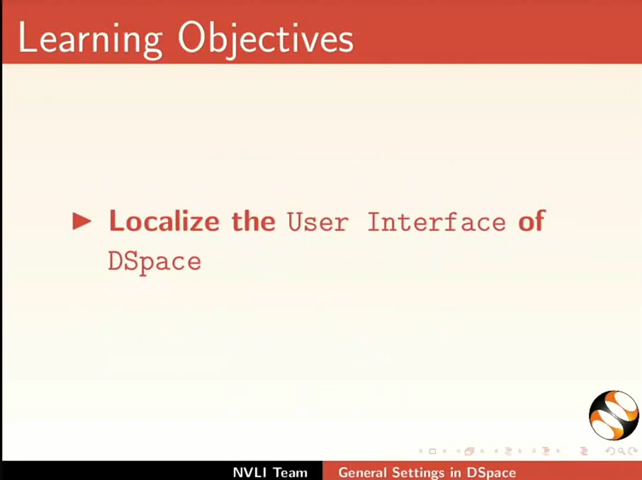 Learning Objectives
Localize the User Interface of
DSpace
NVLI Team
General Settings in DSpace